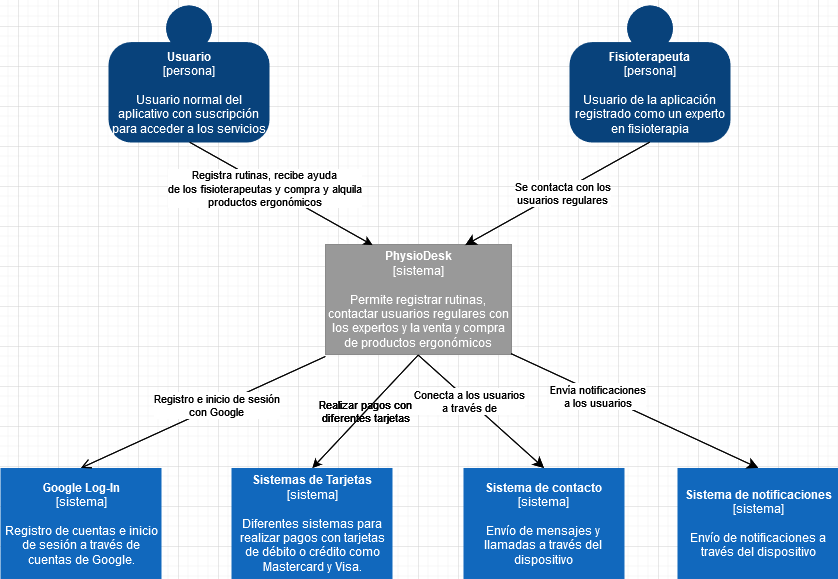 Usuario
[persona]
Usuario normal del
aplicativo con suscripción
para acceder a los servicios
Fisioterapeuta
[persona]
Usuario de la aplicación
registrado como un experto
en fisioterapia
Registra rutinas, recibe ayuda
de los fisioterapeutas y compra y alquila
productos ergonómicos
Se contacta con los
usuarios regulares
PhysioDesk
[sistema]
Permite registrar rutinas,
contactar usuarios regulares con
los expertos y la venta y compra
de productos ergonómicos
Registro e inicio de sesión
con Google
Realizar pagos con
diferentes tarjetas
Conecta a los usuarios
a través de
Envía notificaciones
a los usuarios
Google Log-In
[sistema]
Registro de cuentas e inicio
de sesión a través de
cuentas de Google.
Sistemas de Tarjetas
[sistema]
Diferentes sistemas para
realizar pagos con tarjetas
de débito o crédito como
Mastercard y Visa.
Sistema de contacto
[sistema]
Envío de mensajes y
llamadas a través del
dispositivo
Sistema de notificaciones
[sistema]
Envío de notificaciones a
través del dispositivo